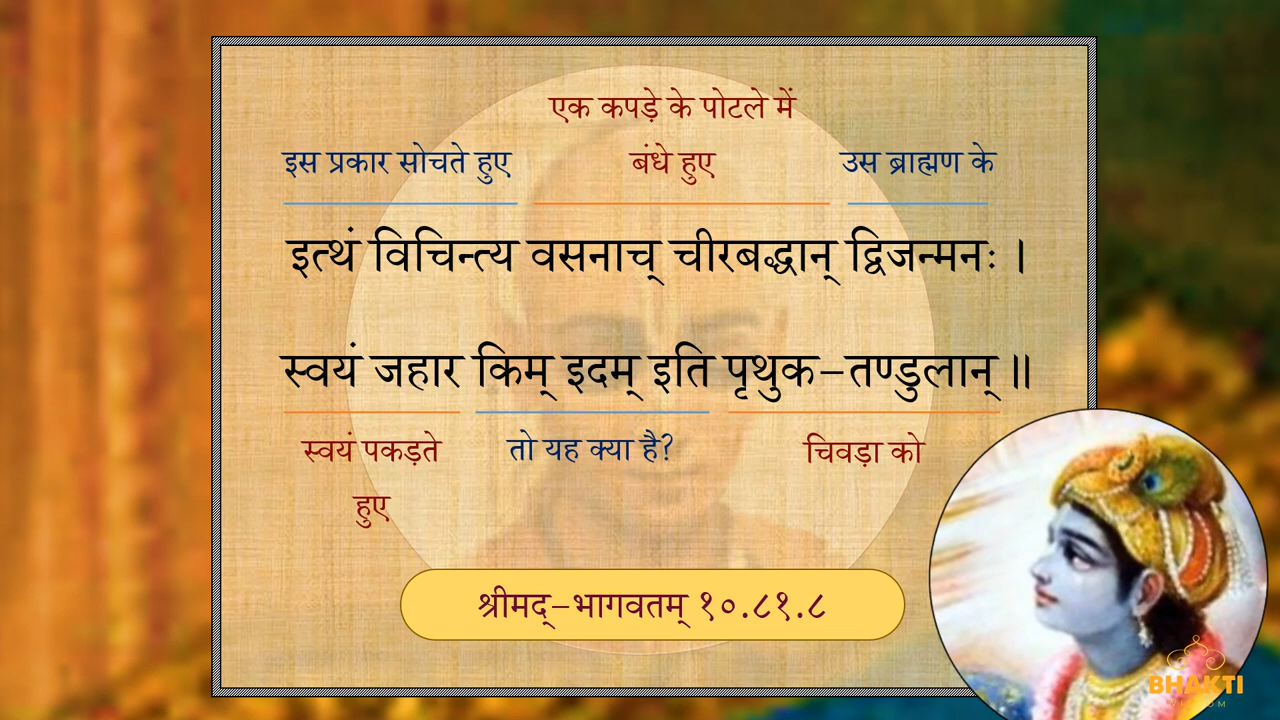 एक कपड़े के पोटले में
इस प्रकार सोचते हुए बंधे हुए उस ब्राह्मण के
इत्थं विचिन्त्य वसनाच् चीरबद्धान् द्विजन्मनः ।
स्वयं जहार किम् इदम् इति पृथुक-तण्डुलान् ॥
स्वयं पकड़ते तो यह क्या है? चिवड़ा को
हुए
श्रीमद्-भागवतम् १०.८१.८
BHAKTI
WISDOM